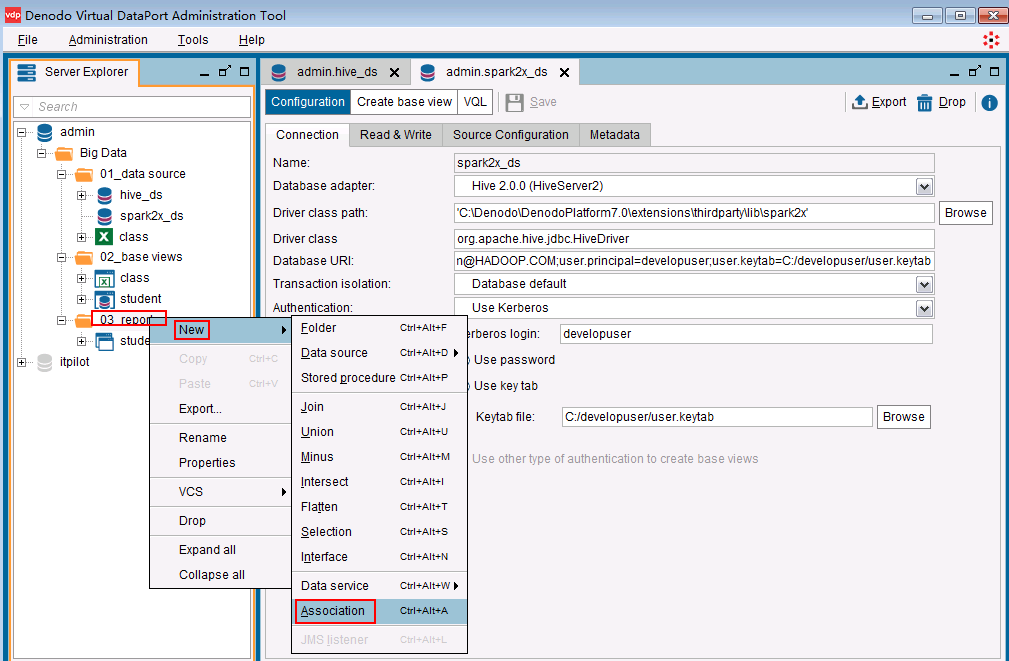 vdp Denodo Virtual DataPort Administration Tool
File Administration Tools Help
Server Explorer
Search
admin
Big Data
01_data source
hive_ds
spark2x_ds
class
02_base views
class
student
03_report
stude
itpilot
admin.hive_ds
admin.spark2x_ds
Configuration Create base view VQL Save Export Drop
Connection Read & Write Source Configuration Metadata
Name: spark2x_ds
Database adapter: Hive 2.0.0 (HiveServer2)
Driver class path: 'C:\Denodo\DenodoPlatform7.0\extensions\thirdparty\lib\spark2x' Browse
Driver class org.apache.hive.jdbc.HiveDriver
Database URI: n@HADOOP.COM;user.principal=developuser;user.keytab=C:/developuser/user.keytab
Transaction isolation: Database default
Authentication: Use Kerberos
erberos login: developuser
Use password
Use key tab
Keytab file: C:/developuser/user.keytab Browse
Use other type of authentication to create base views
New
Copy Ctrl+C
Paste Ctrl+V
Export...
Rename
Properties
VCS
Drop
Expand all
Collapse all
Folder Ctrl+Alt+F
Data source Ctrl+Alt+D
Stored procedure Ctrl+Alt+P
Join Ctrl+Alt+J
Union Ctrl+Alt+U
Minus Ctrl+Alt+M
Intersect Ctrl+Alt+I
Flatten Ctrl+Alt+T
Selection Ctrl+Alt+S
Interface Ctrl+Alt+N
Data service Ctrl+Alt+W
Association Ctrl+Alt+A
JMS listener Ctrl+Alt+L